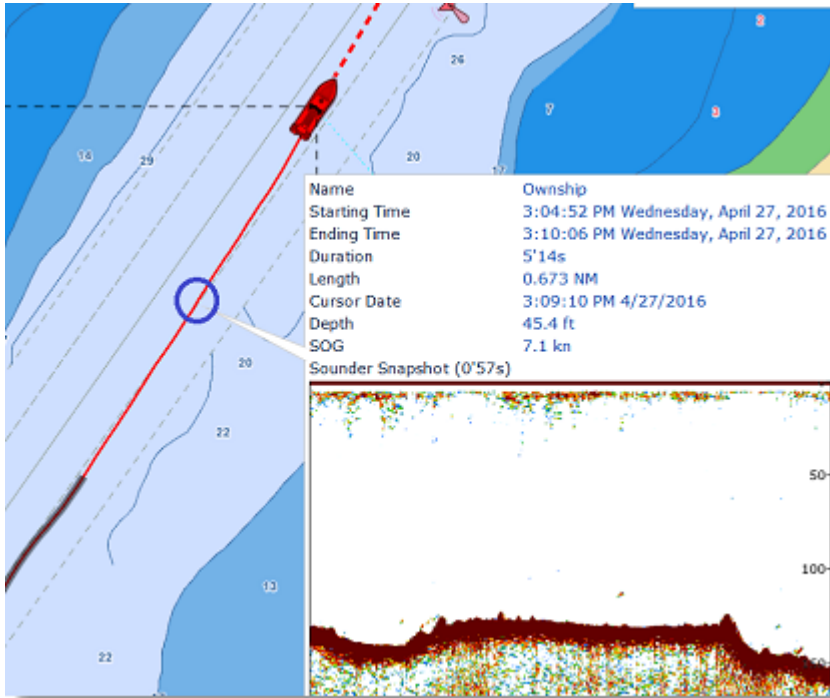 2
26
7
3
14
29
20
17
Name Ownship
Starting Time 3:04:52 PM Wednesday, April 27, 2016
Ending Time 3:10:06 PM Wednesday, April 27, 2016
Duration 5'14s
Length 0.673 NM
Cursor Date 3:09:10 PM 4/27/2016
Depth 45.4 ft
SOG 7.1 kn
Sounder Snapshot (0'57s)
20
22
50
100
13
22